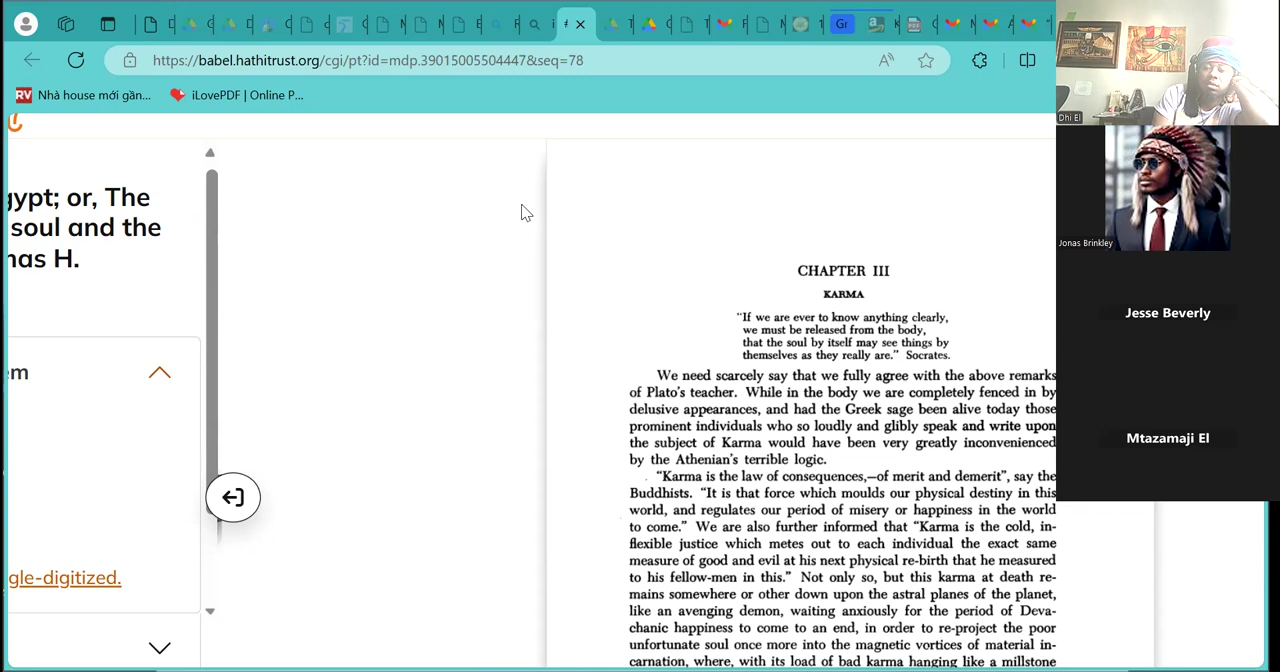 https://babel.hathitrust.org/cgi/pt?id=mdp.39015005504447&seq=78
RV Nhà house mới gần...
iLovePDF | Online P...
gypt; or, The
soul and the
nas H.
em
gle-digitized.
CHAPTER III
KARMA
"If we are ever to know anything clearly,
we must be released from the body,
that the soul by itself may see things by
themselves as they really are." Socrates.
We need scarcely say that we fully agree with the above remarks
of Plato's teacher. While in the body we are completely fenced in by
delusive appearances, and had the Greek sage been alive today those
prominent individuals who so loudly and glibly speak and write upon
the subject of Karma would have been very greatly inconvenienced
by the Athenian's terrible logic.
"Karma is the law of consequences,—of merit and demerit", say the
Buddhists. "It is that force which moulds our physical destiny in this
world, and regulates our period of misery or happiness in the world
to come." We are also further informed that "Karma is the cold, in-
flexible justice which metes out to each individual the exact same
measure of good and evil at his next physical re-birth that he measured
to his fellow-men in this." Not only so, but this karma at death re-
mains somewhere or other down upon the astral planes of the planet,
like an avenging demon, waiting anxiously for the period of Deva-
chanic happiness to come to an end, in order to re-project the poor
unfortunate soul once more into the magnetic vortices of material in-
carnation, where, with its load of bad karma hanging like a millstone
Dhi El
Jonas Brinkley
Jesse Beverly
Mtazamaji El